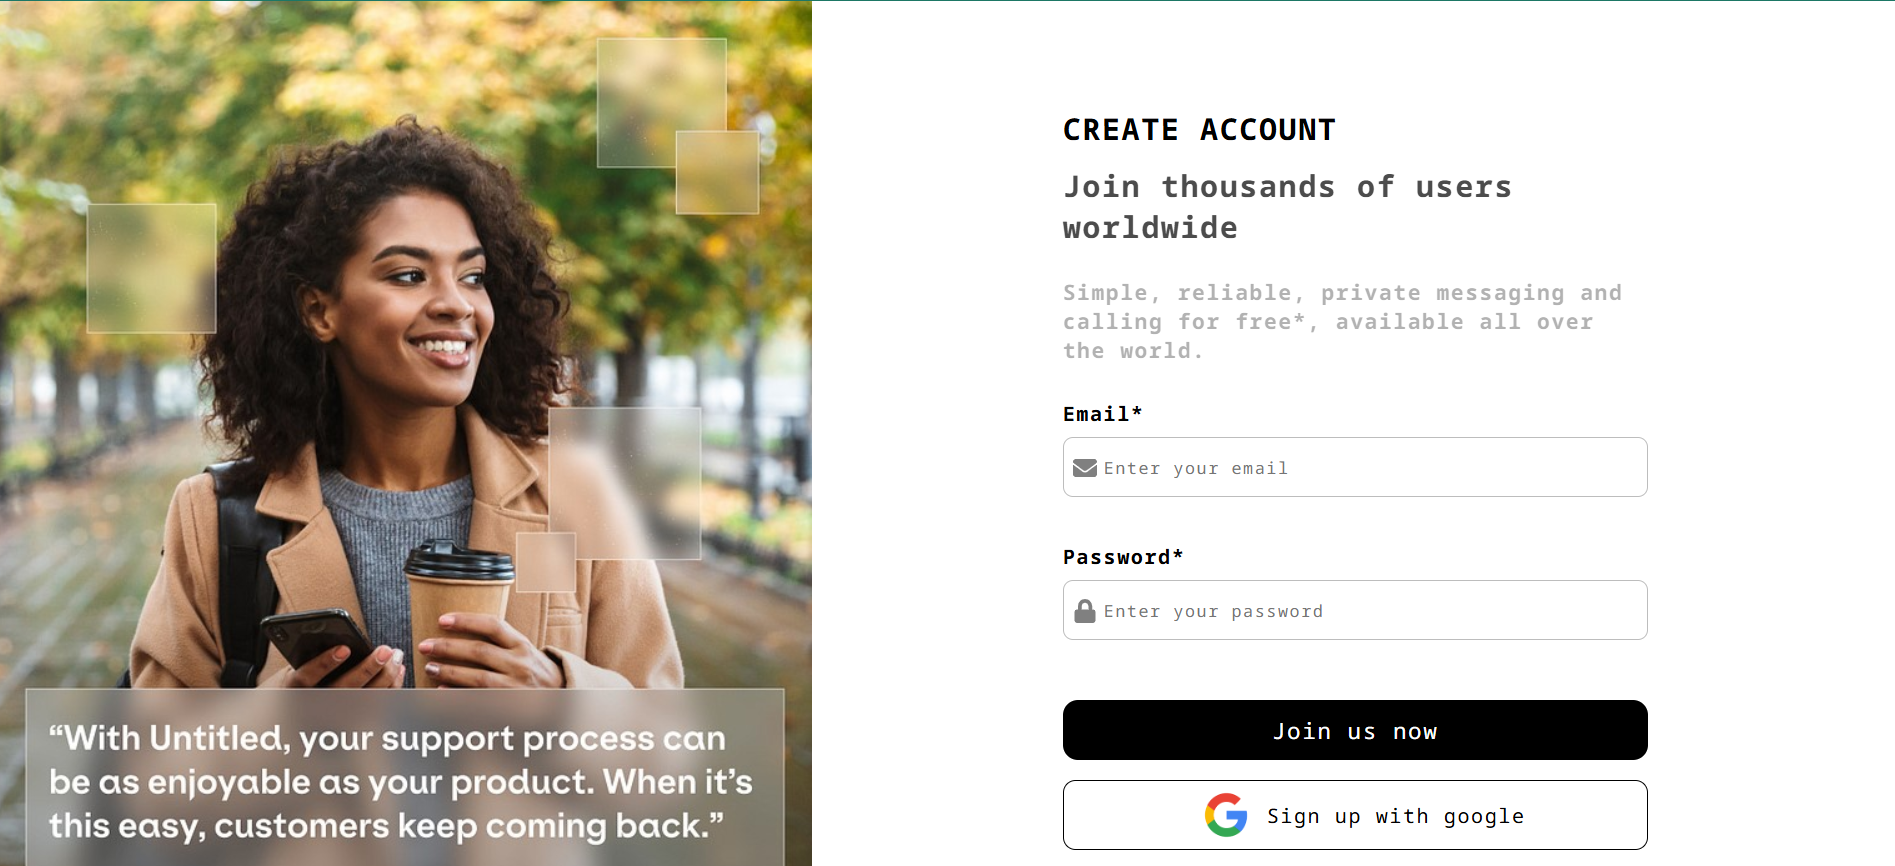 CREATE ACCOUNT
Join thousands of users
worldwide
Simple, reliable, private messaging and
calling for free*, available all over
the world.
Email*
Enter your email
Password*
Enter your password
Join us now
Sign up with google
“With Untitled, your support process can
be as enjoyable as your product. When it’s
this easy, customers keep coming back.”